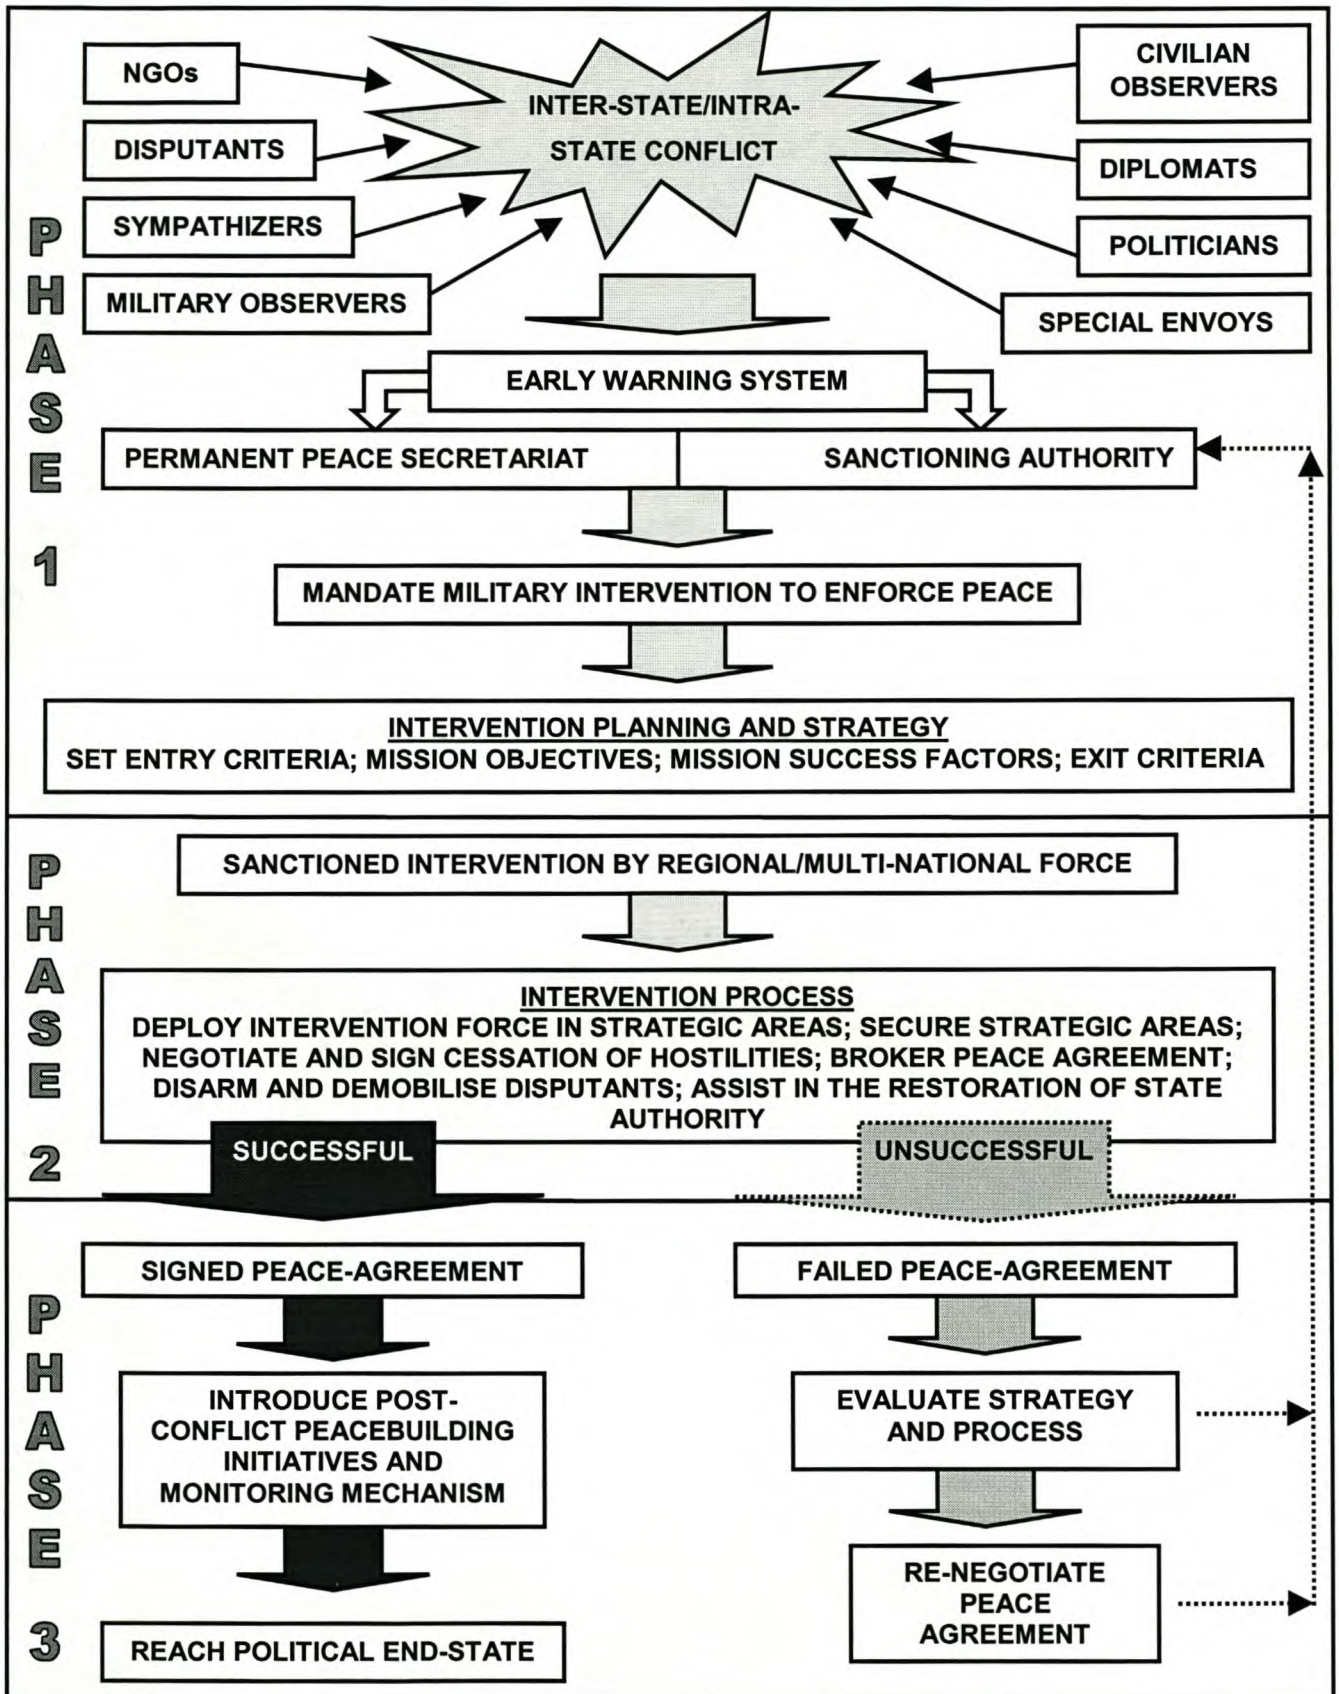 NGOs
DISPUTANTS
SYMPATHIZERS
MILITARY OBSERVERS
INTER-STATE/INTRA-
STATE CONFLICT
CIVILIAN
OBSERVERS
DIPLOMATS
POLITICIANS
SPECIAL ENVOYS
PHASE 1
EARLY WARNING SYSTEM
PERMANENT PEACE SECRETARIAT
SANCTIONING AUTHORITY
MANDATE MILITARY INTERVENTION TO ENFORCE PEACE
INTERVENTION PLANNING AND STRATEGY
SET ENTRY CRITERIA; MISSION OBJECTIVES; MISSION SUCCESS FACTORS; EXIT CRITERIA
PHASE 2
SANCTIONED INTERVENTION BY REGIONAL/MULTI-NATIONAL FORCE
INTERVENTION PROCESS
DEPLOY INTERVENTION FORCE IN STRATEGIC AREAS; SECURE STRATEGIC AREAS;
NEGOTIATE AND SIGN CESSATION OF HOSTILITIES; BROKER PEACE AGREEMENT;
DISARM AND DEMOBILISE DISPUTANTS; ASSIST IN THE RESTORATION OF STATE
AUTHORITY
SUCCESSFUL
UNSUCCESSFUL
PHASE 3
SIGNED PEACE-AGREEMENT
INTRODUCE POST-
CONFLICT PEACEBUILDING
INITIATIVES AND
MONITORING MECHANISM
REACH POLITICAL END-STATE
FAILED PEACE-AGREEMENT
EVALUATE STRATEGY
AND PROCESS
RE-NEGOTIATE
PEACE
AGREEMENT